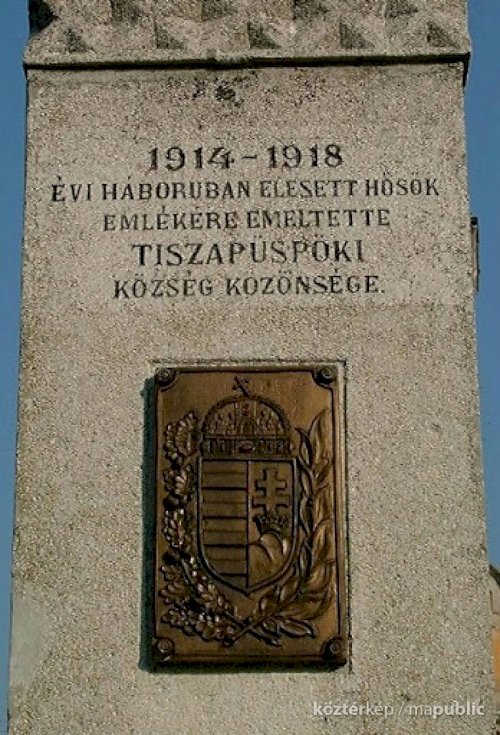 1914-1918
ÉVI HÁBORUBAN ELESETT HŐSÖK
EMLÉKÉRE EMELTETTE
TISZAPÜSPÖKI
KÖZSÉG KÖZÖNSÉGE.
köztérkép / mapublic